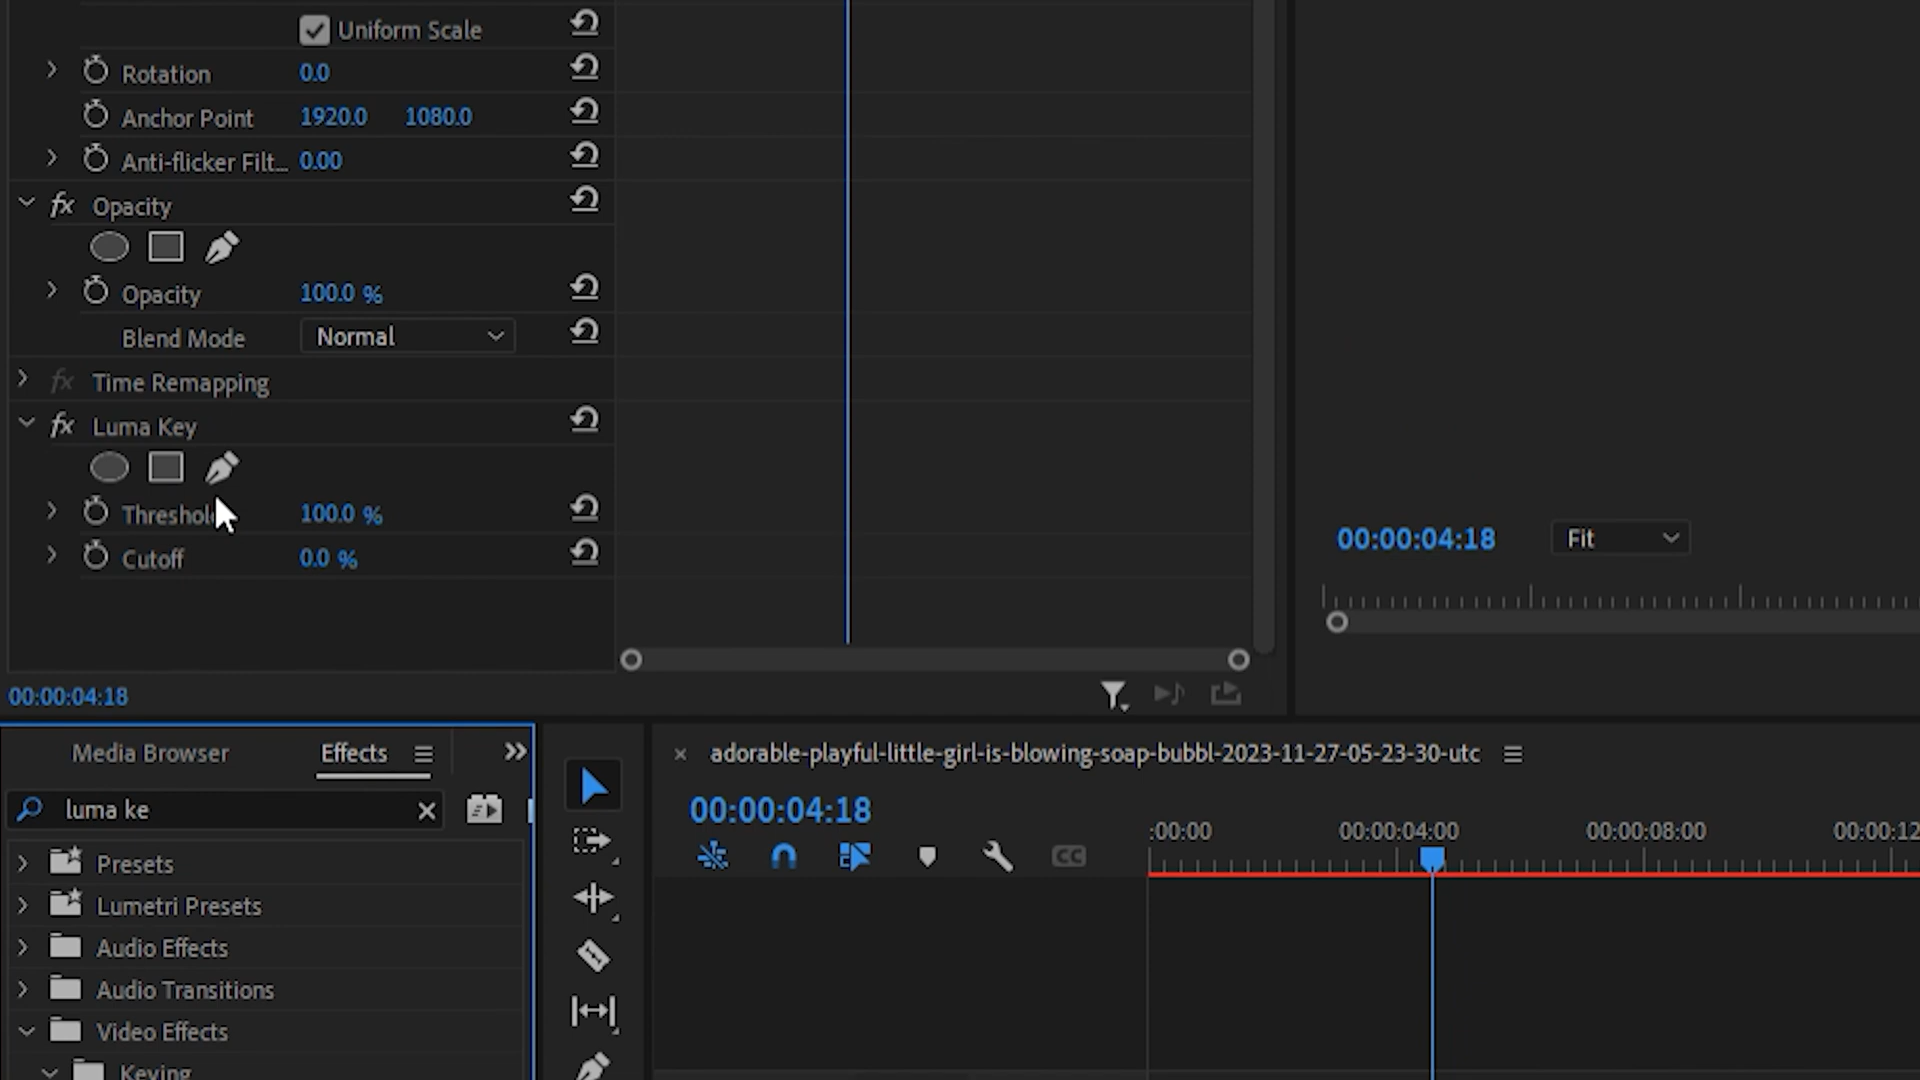 Uniform Scale
Rotation 0.0
Anchor Point 1920.0 1080.0
Anti-flicker Filt... 0.00
fx Opacity
Opacity 100.0 %
Blend Mode Normal
fx Time Remapping
fx Luma Key
Threshol 100.0 %
Cutoff 0.0 %
00:00:04:18
00:00:04:18 Fit
Media Browser Effects
luma ke
Presets
Lumetri Presets
Audio Effects
Audio Transitions
Video Effects
Keying
adorable-playful-little-girl-is-blowing-soap-bubbl-2023-11-27-05-23-30-utc
00:00:04:18
:00:00 00:00:04:00 00:00:08:00 00:00:12
CC